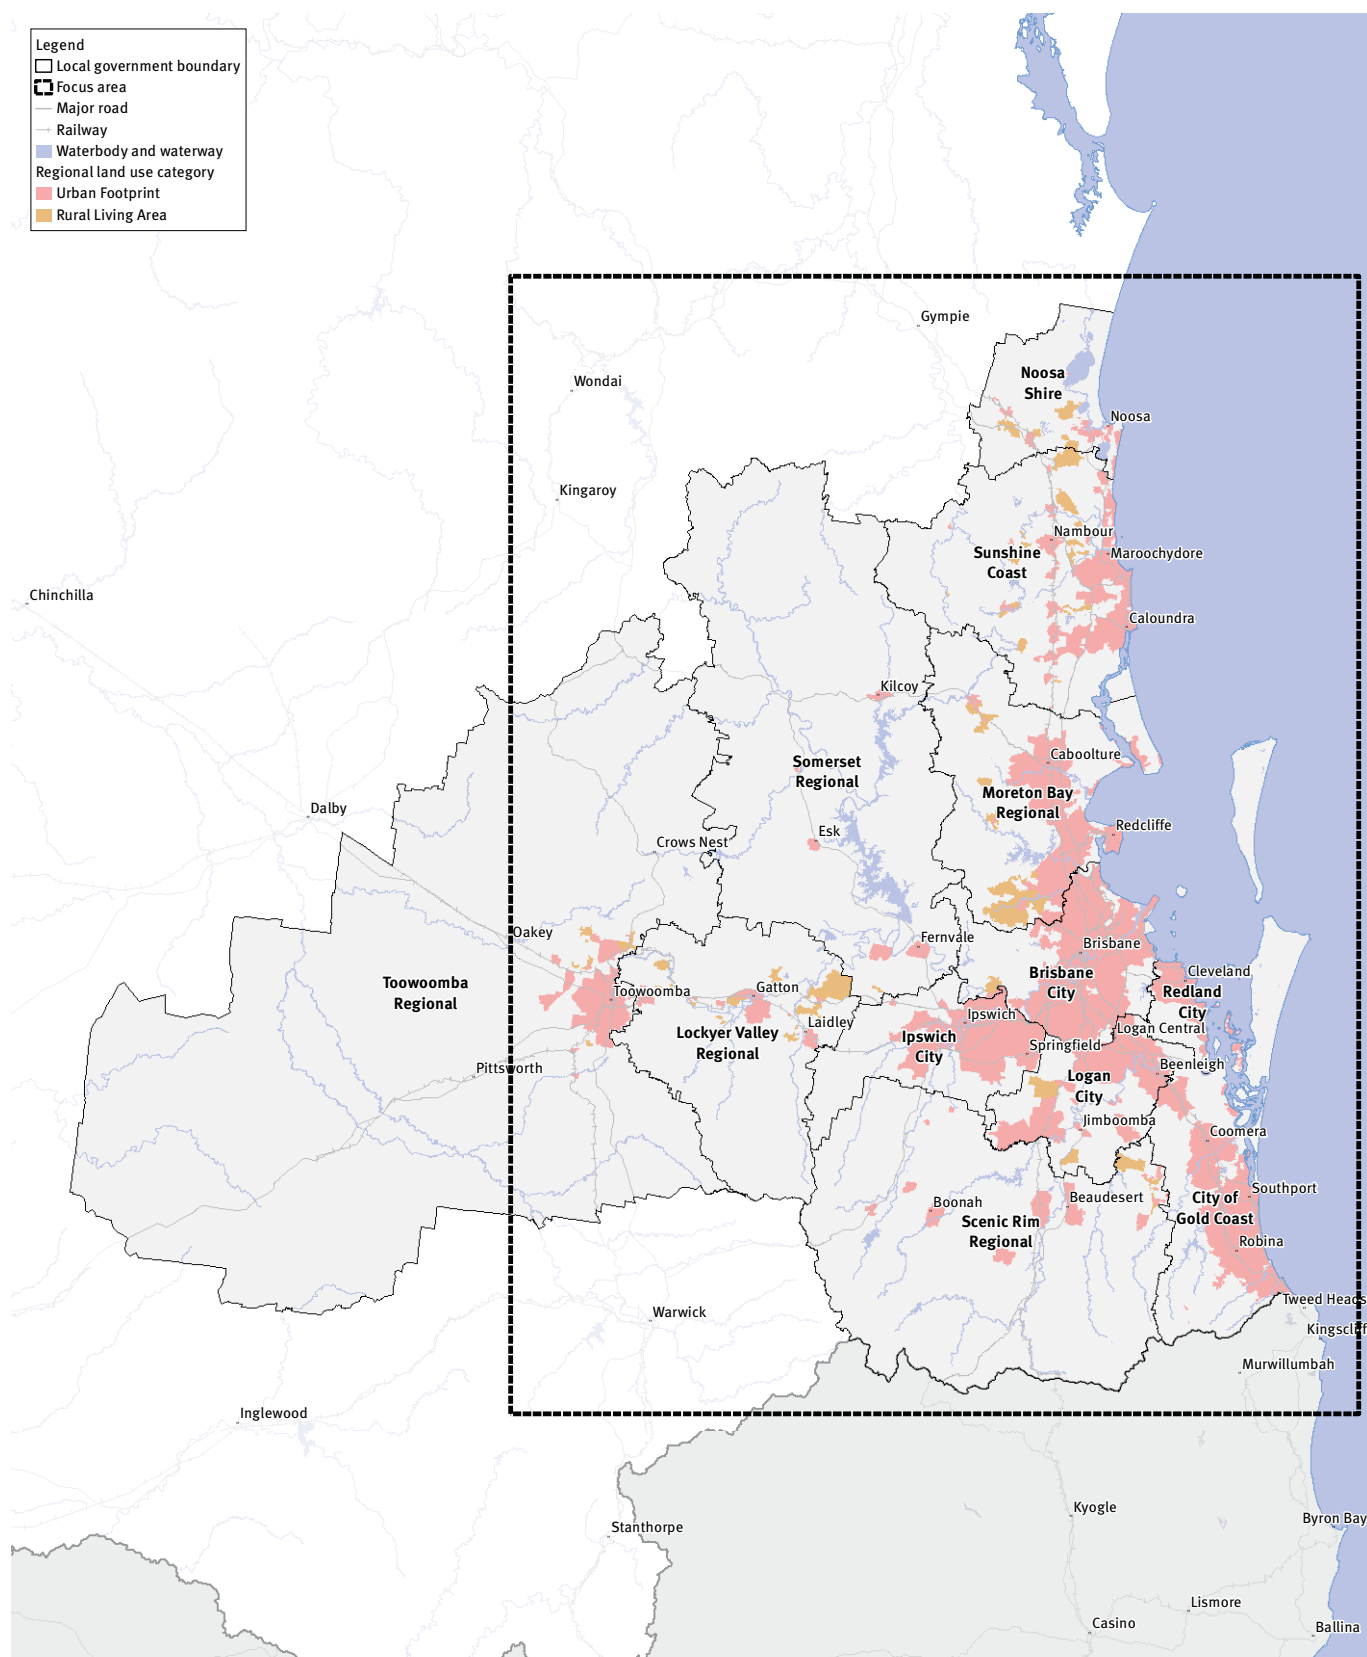 Legend
Local government boundary
Focus area
Major road
Railway
Waterbody and waterway
Regional land use category
Urban Footprint
Rural Living Area
Gympie
Wondai
Noosa
Shire
Noosa
Kingaroy
Nambour
Sunshine
Coast
Maroochydore
Chinchilla
Caloundra
Kilcoy
Caboolture
Somerset
Regional
Moreton Bay
Regional
Dalby
Redcliffe
Esk
Crows Nest
Oakey
Fernvale
Brisbane
Toowoomba
Regional
Toowoomba
Gatton
Brisbane
City
Cleveland
Redland
City
Lockyer Valley
Regional
Laidley
Ipswich
Ipswich
City
Logan Central
Springfield
Pittsworth
Beenleigh
Logan
City
Jimboomba
Coomera
Boonah
Beaudesert
Southport
City of
Gold Coast
Scenic Rim
Regional
Robina
Warwick
Tweed Heads
Kingscliff
Murwillumbah
Inglewood
Kyogle
Stanthorpe
Byron Bay
Lismore
Casino
Ballina